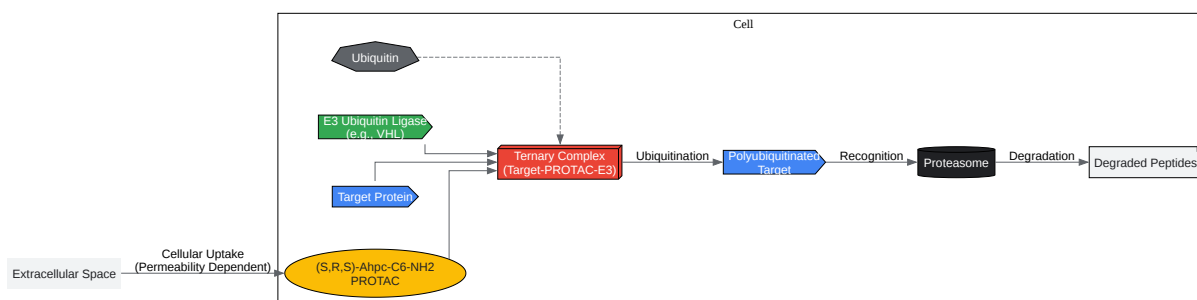 Cell
Ubiquitin
E3 Ubiquitin Ligase
(e.g., VHL)
Ternary Complex
(Target-PROTAC-E3)
Ubiquitination
Polyubiquitinated
Target
Recognition
Proteasome
Degradation
Degraded Peptides
Target Protein
Extracellular Space
Cellular Uptake
(Permeability Dependent)
(S,R,S)-Ahpc-C6-NH2
PROTAC